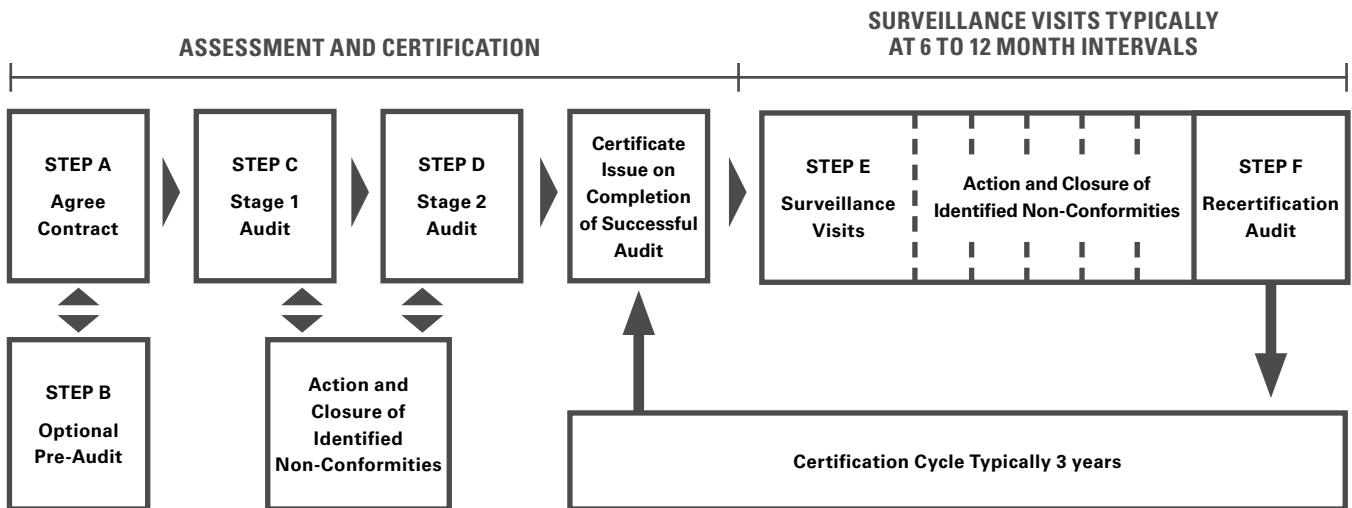 ASSESSMENT AND CERTIFICATION
SURVEILLANCE VISITS TYPICALLY
AT 6 TO 12 MONTH INTERVALS
STEP A
Agree
Contract
STEP C
Stage 1
Audit
STEP D
Stage 2
Audit
Certificate
Issue on
Completion
of Successful
Audit
STEP E
Surveillance
Visits
Action and Closure of
Identified Non-Conformities
STEP F
Recertification
Audit
STEP B
Optional
Pre-Audit
Action and
Closure of
Identified
Non-Conformities
Certification Cycle Typically 3 years